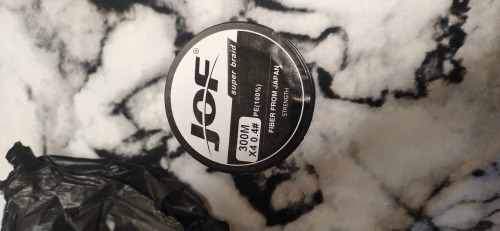 JOF®
super braid
PE(100%)
FIBER FROM JAPAN
STRENGTH
300M
X4 0.4#